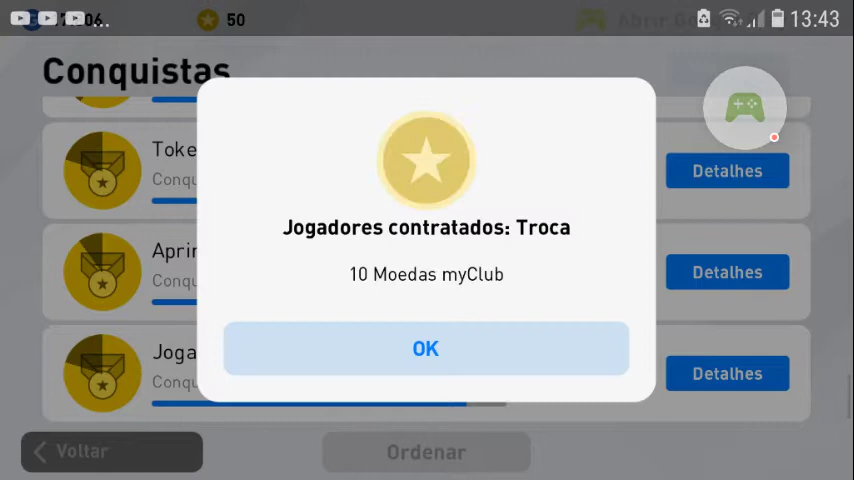 ...
50
13:43
Conquistas
Toke
Detalhes
Conqu
Jogadores contratados: Troca
10 Moedas myClub
Aprir
Detalhes
Conqu
OK
Joga
Detalhes
Conqu
Voltar
Ordenar